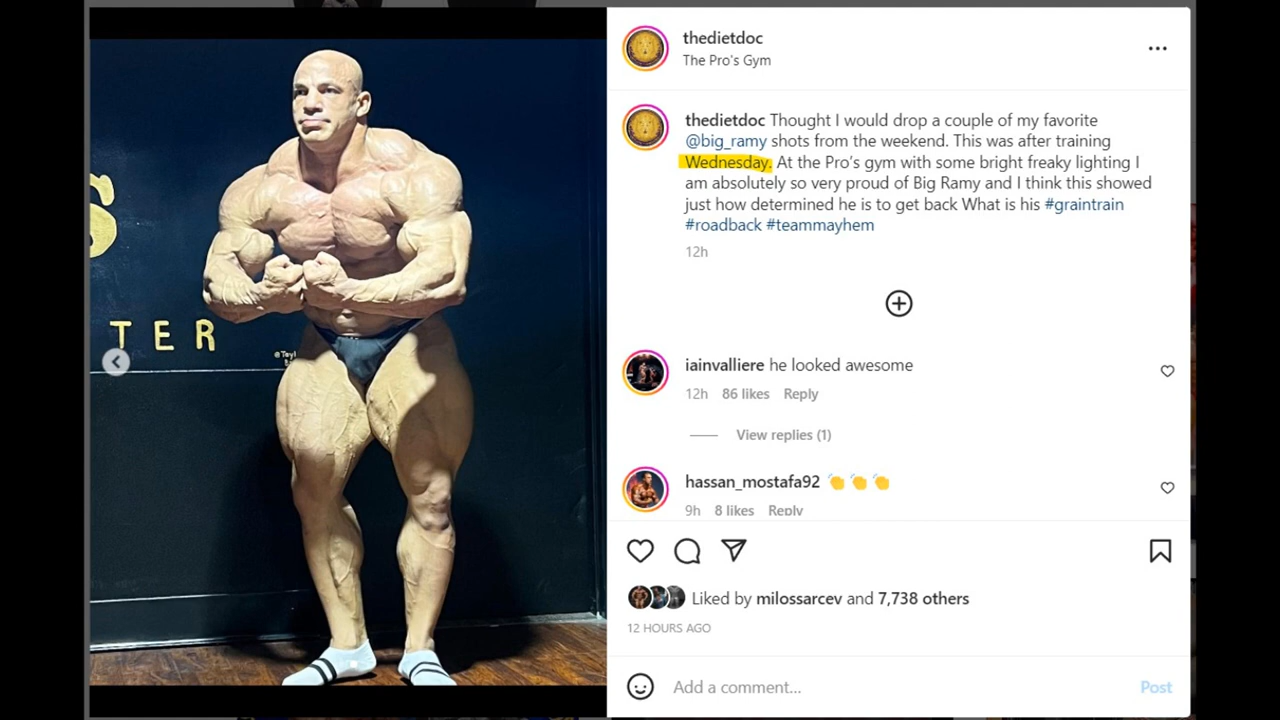 S
TER
thedietdoc
The Pro's Gym
thedietdoc Thought I would drop a couple of my favorite
@big_ramy shots from the weekend. This was after training
Wednesday. At the Pro's gym with some bright freaky lighting I
am absolutely so very proud of Big Ramy and I think this showed
just how determined he is to get back What is his #graintrain
#roadback #teammayhem
12h
iainvalliere he looked awesome
12h 86 likes Reply
View replies (1)
hassan_mostafa92 👏 👏 👏
9h 8 likes Reply
Liked by milossarcev and 7,738 others
12 HOURS AGO
Add a comment... Post